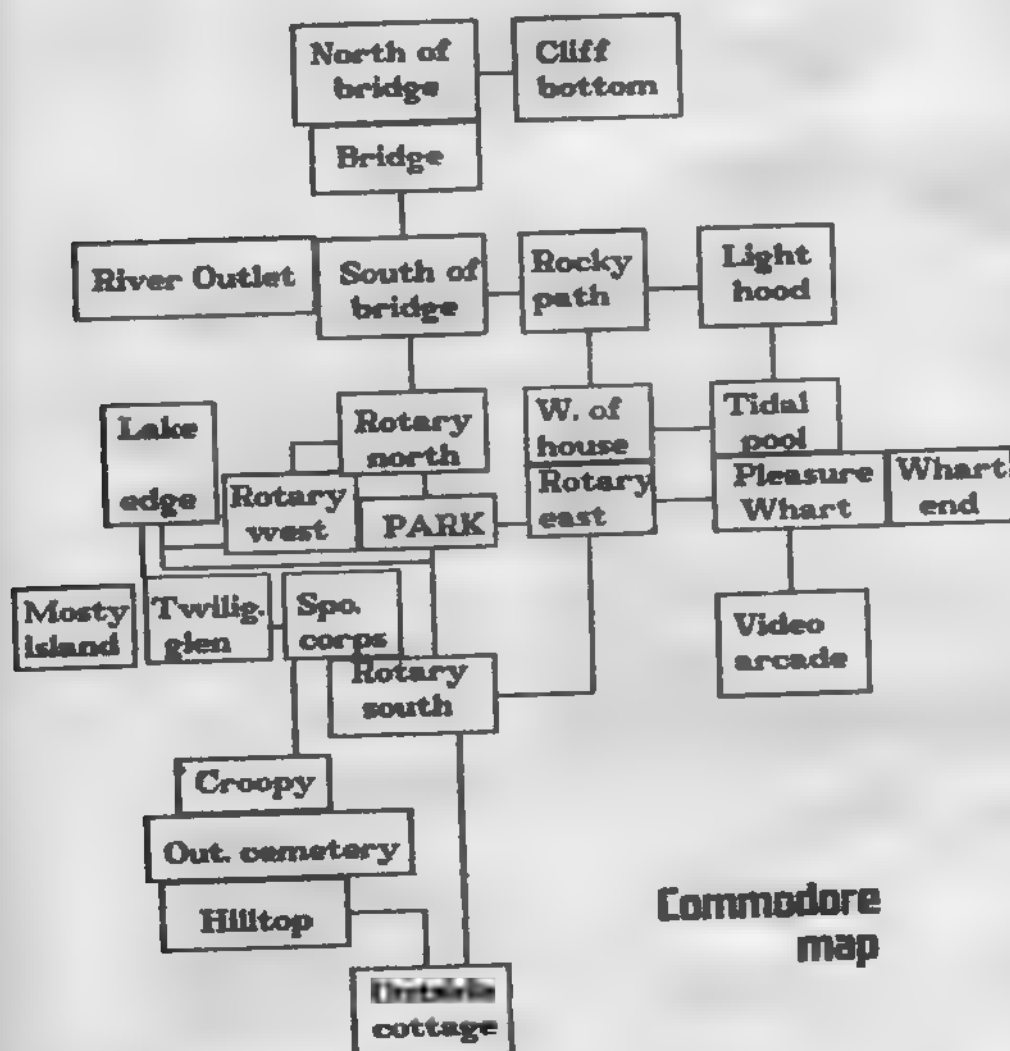 North of
bridge
Cliff
bottom
Bridge
River Outlet
South of
bridge
Rocky
path
Light
hood
Lake
edge
Rotary
north
W. of
house
Tidal
pool
Rotary
west
PARK
Rotary
east
Pleasure
Whart
Whart
end
Mosty
island
Twilig.
glen
Spo.
corps
Rotary
south
Video
arcade
Croopy
Out. cemetery
Hilltop
cottage
Commodore
map